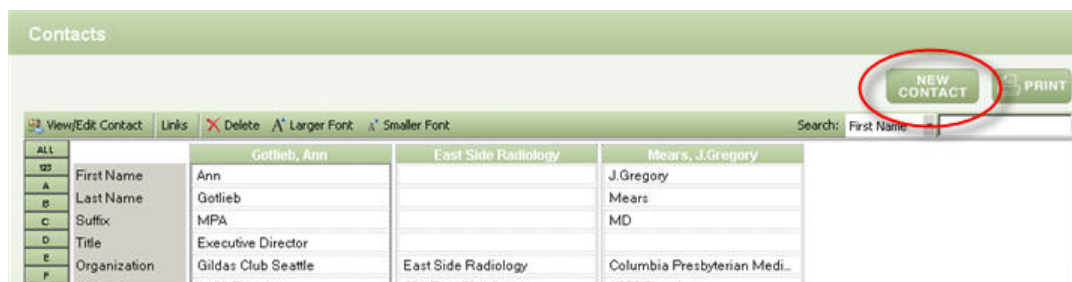 Contacts
NEW CONTACT
PRINT
View/Edit Contact Links Delete Larger Font Smaller Font Search: First Name
ALL Gotlieb, Ann East Side Radiology Mears, J.Gregory
123 First Name Ann J.Gregory
A
B Last Name Gotlieb Mears
C Suffix MPA MD
D Title Executive Director
E Organization Gildas Club Seattle East Side Radiology Columbia Presbyterian Medi...
F